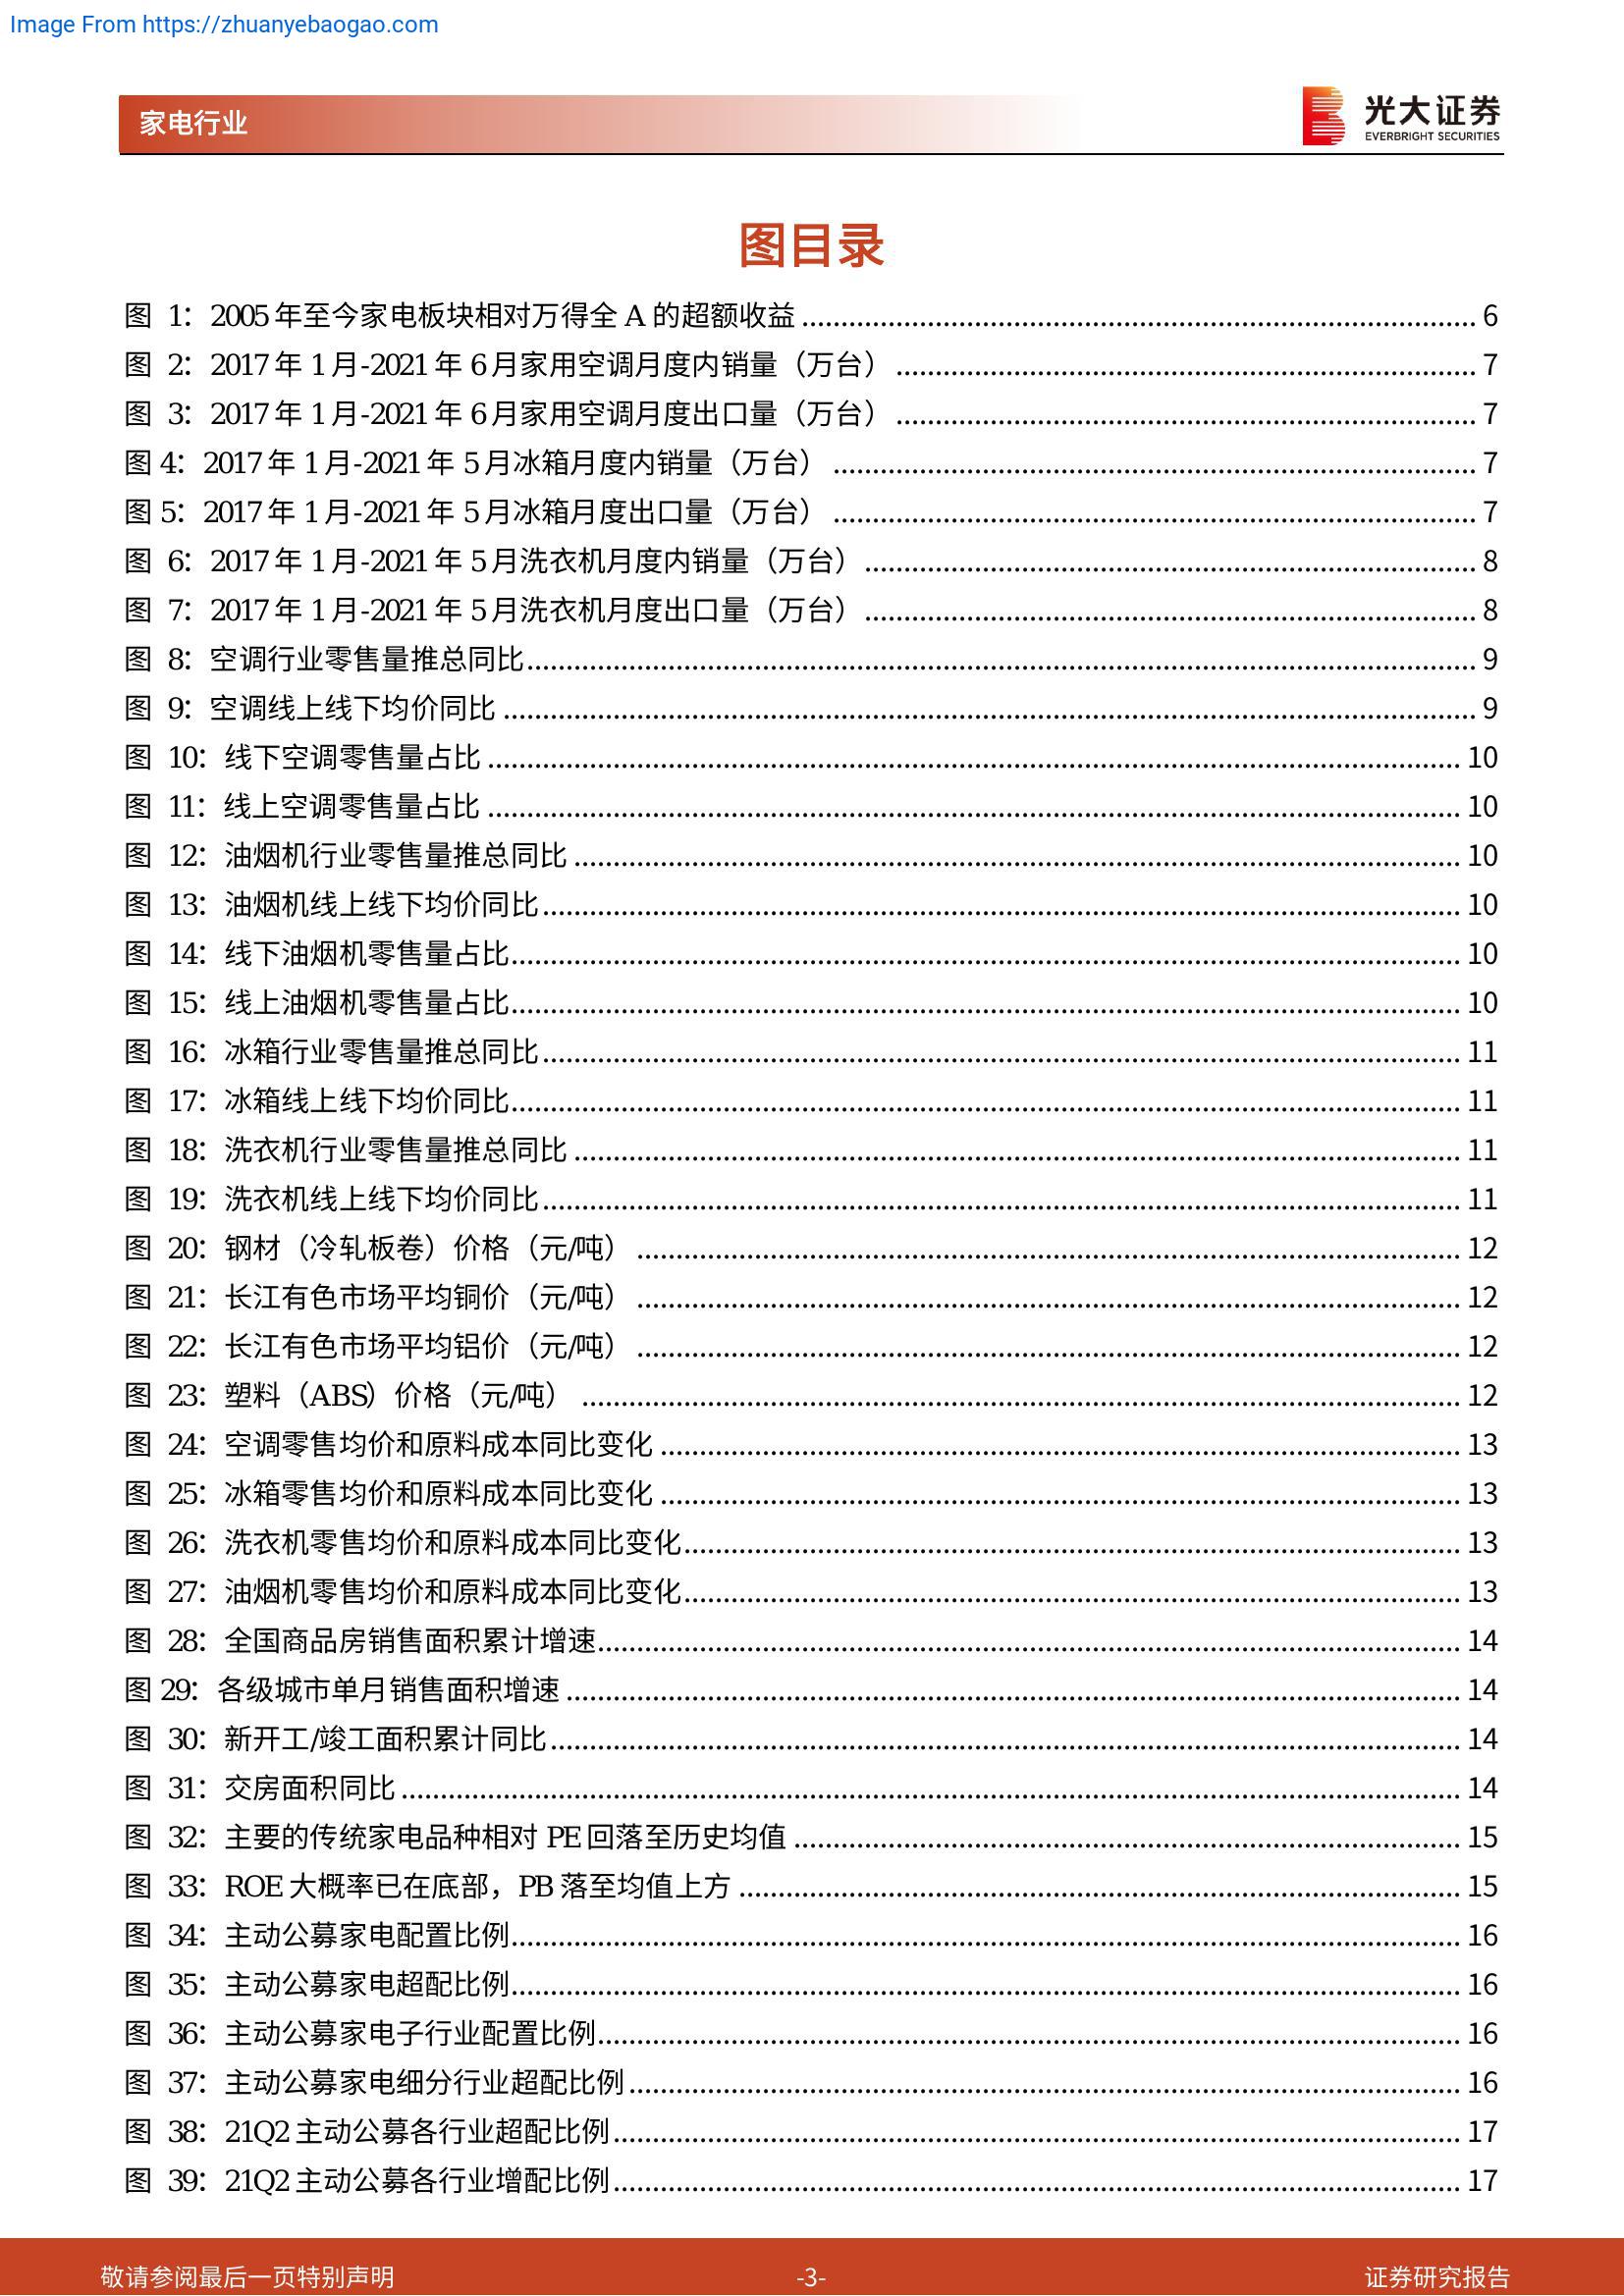 Image From https://zhuanyebaogao.com
家电行业
光大证券
EVERBRIGHT SECURITIES
图目录
图 1：2005 年至今家电板块相对万得全 A 的超额收益 6
图 2：2017 年 1 月-2021 年 6 月家用空调月度内销量（万台） 7
图 3：2017 年 1 月-2021 年 6 月家用空调月度出口量（万台） 7
图 4：2017 年 1 月-2021 年 5 月冰箱月度内销量（万台） 7
图 5：2017 年 1 月-2021 年 5 月冰箱月度出口量（万台） 7
图 6：2017 年 1 月-2021 年 5 月洗衣机月度内销量（万台） 8
图 7：2017 年 1 月-2021 年 5 月洗衣机月度出口量（万台） 8
图 8：空调行业零售量推总同比 9
图 9：空调线上线下均价同比 9
图 10：线下空调零售量占比 10
图 11：线上空调零售量占比 10
图 12：油烟机行业零售量推总同比 10
图 13：油烟机线上线下均价同比 10
图 14：线下油烟机零售量占比 10
图 15：线上油烟机零售量占比 10
图 16：冰箱行业零售量推总同比 11
图 17：冰箱线上线下均价同比 11
图 18：洗衣机行业零售量推总同比 11
图 19：洗衣机线上线下均价同比 11
图 20：钢材（冷轧板卷）价格（元/吨） 12
图 21：长江有色市场平均铜价（元/吨） 12
图 22：长江有色市场平均铝价（元/吨） 12
图 23：塑料（ABS）价格（元/吨） 12
图 24：空调零售均价和原料成本同比变化 13
图 25：冰箱零售均价和原料成本同比变化 13
图 26：洗衣机零售均价和原料成本同比变化 13
图 27：油烟机零售均价和原料成本同比变化 13
图 28：全国商品房销售面积累计增速 14
图 29：各级城市单月销售面积增速 14
图 30：新开工/竣工面积累计同比 14
图 31：交房面积同比 14
图 32：主要的传统家电品种相对 PE 回落至历史均值 15
图 33：ROE 大概率已在底部，PB 落至均值上方 15
图 34：主动公募家电配置比例 16
图 35：主动公募家电超配比例 16
图 36：主动公募家电子行业配置比例 16
图 37：主动公募家电细分行业超配比例 16
图 38：21Q2 主动公募各行业超配比例 17
图 39：21Q2 主动公募各行业增配比例 17
敬请参阅最后一页特别声明
-3-
证券研究报告